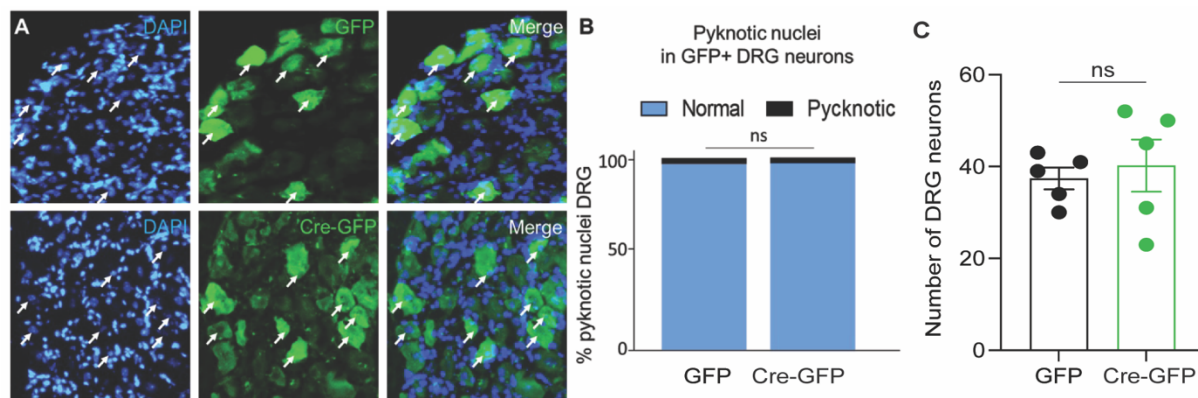 A
DAPI
GFP
Merge
DAPI
Cre-GFP
Merge
B
Pyknotic nuclei
in GFP+ DRG neurons
Normal
Pycknotic
ns
% pyknotic nuclei DRG
100
50
0
GFP
Cre-GFP
C
ns
Number of DRG neurons
60
40
20
0
GFP
Cre-GFP